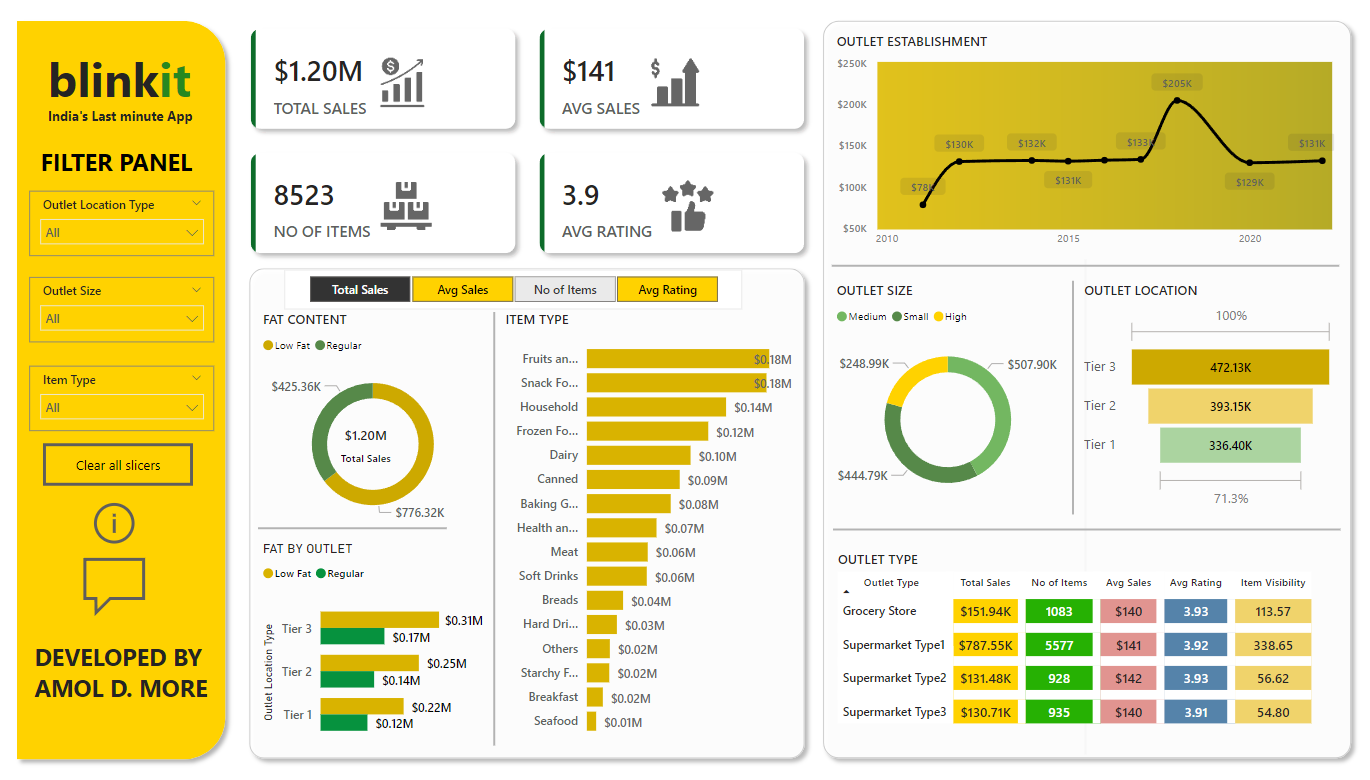 blinkit
India's Last minute App
FILTER PANEL
Outlet Location Type
All
Outlet Size
All
Item Type
All
Clear all slicers
i
DEVELOPED BY
AMOL D. MORE
$1.20M
TOTAL SALES
$
$141
AVG SALES
$
8523
NO OF ITEMS
3.9
AVG RATING
Total Sales Avg Sales No of Items Avg Rating
FAT CONTENT
Low Fat Regular
$425.36K
$1.20M
Total Sales
$776.32K
FAT BY OUTLET
Low Fat Regular
Outlet Location Type
Tier 3 $0.31M
$0.17M
Tier 2 $0.25M
$0.14M
Tier 1 $0.22M
$0.12M
ITEM TYPE
Fruits an... $0.18M
Snack Fo... $0.18M
Household $0.14M
Frozen Fo... $0.12M
Dairy $0.10M
Canned $0.09M
Baking G... $0.08M
Health an... $0.07M
Meat $0.06M
Soft Drinks $0.06M
Breads $0.04M
Hard Dri... $0.03M
Others $0.02M
Starchy F... $0.02M
Breakfast $0.02M
Seafood $0.01M
OUTLET ESTABLISHMENT
$250K
$200K
$150K
$100K
$50K
$78K
$130K
$132K
$131K
$133K
$205K
$129K
$131K
2010 2015 2020
OUTLET SIZE
Medium Small High
$248.99K
$507.90K
$444.79K
OUTLET LOCATION
100%
Tier 3 472.13K
Tier 2 393.15K
Tier 1 336.40K
71.3%
OUTLET TYPE
Outlet Type Total Sales No of Items Avg Sales Avg Rating Item Visibility
Grocery Store $151.94K 1083 $140 3.93 113.57
Supermarket Type1 $787.55K 5577 $141 3.92 338.65
Supermarket Type2 $131.48K 928 $142 3.93 56.62
Supermarket Type3 $130.71K 935 $140 3.91 54.80